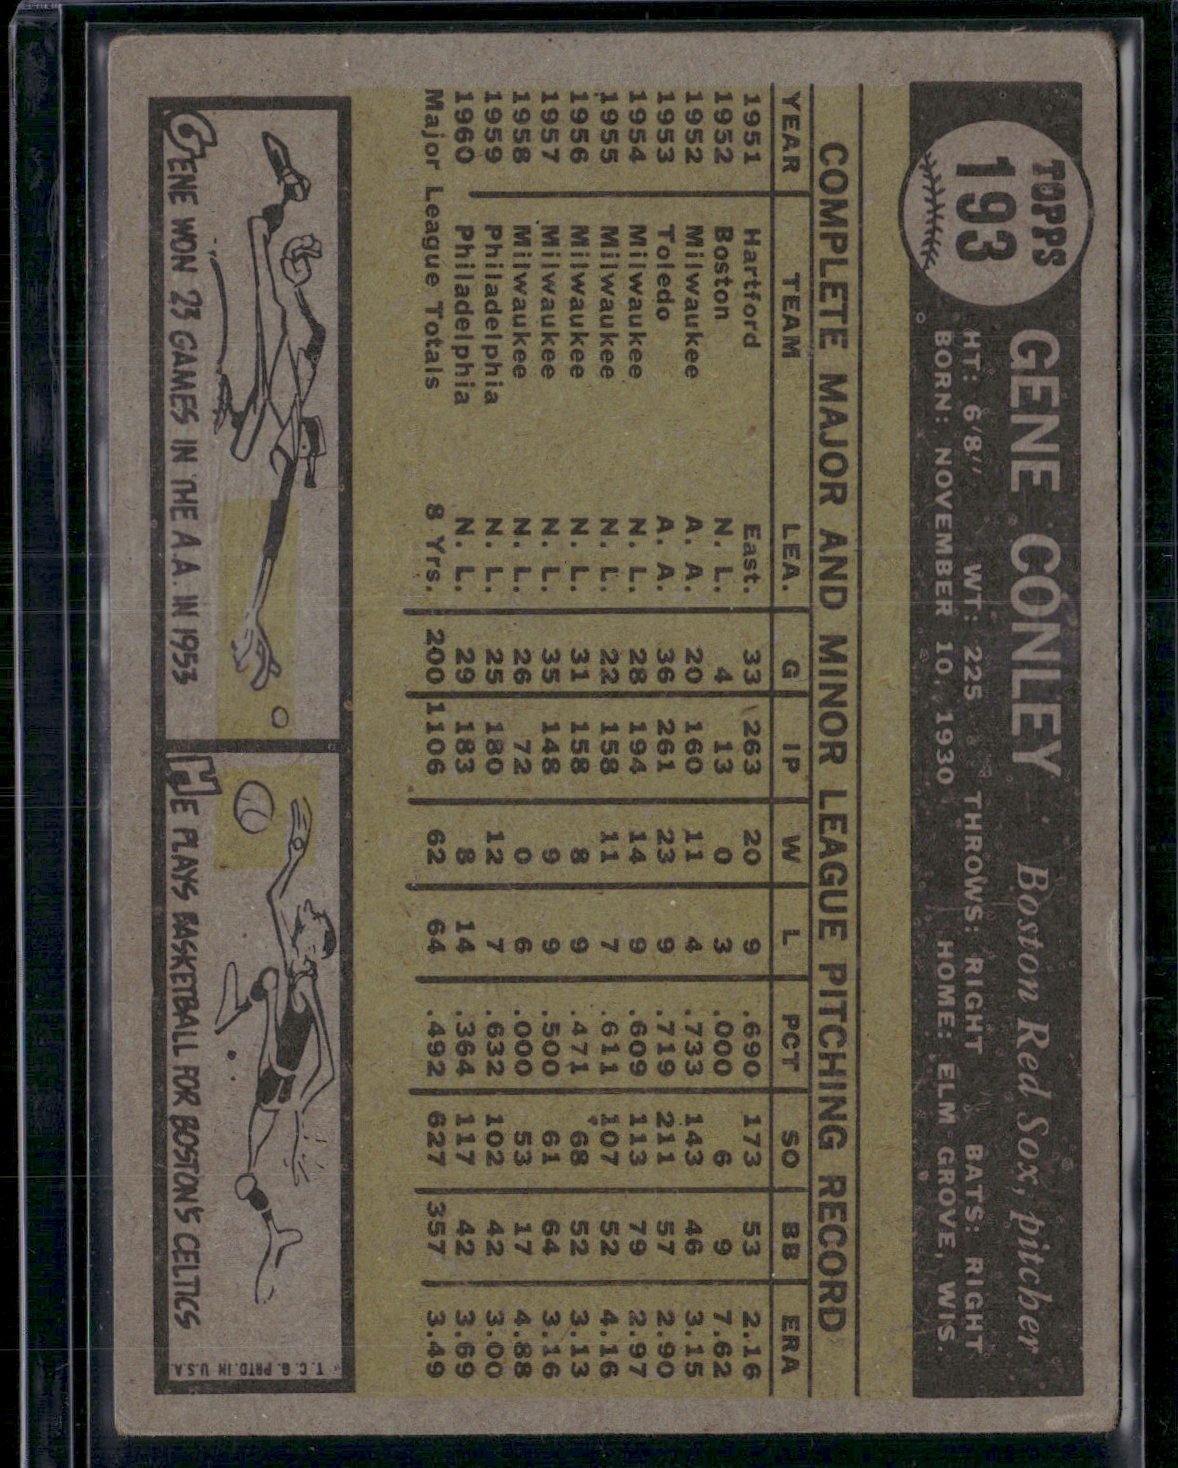 TOPPS
193
GENE CONLEY Boston Red Sox, pitcher
HT: 6'8" WT: 225 THROWS: RIGHT BATS: RIGHT
BORN: NOVEMBER 10, 1930 HOME: ELM GROVE, WIS.
COMPLETE MAJOR AND MINOR LEAGUE PITCHING RECORD
YEAR TEAM LEA. G IP W L PCT SO BB ERA
1951 Hartford East. 33 263 20 9 .690 173 53 2.16
1952 Boston N. L. 4 13 0 3 .000 6 9 7.62
1952 Milwaukee A. A. 20 160 11 4 .733 143 46 3.15
1953 Toledo A. A. 36 261 23 9 .719 211 57 2.90
1954 Milwaukee N. L. 28 194 14 9 .609 113 79 2.97
1955 Milwaukee N. L. 22 158 11 7 .611 107 52 4.16
1956 Milwaukee N. L. 31 158 8 9 .471 68 52 3.13
1957 Milwaukee N. L. 35 148 9 9 .500 61 64 3.16
1958 Milwaukee N. L. 26 72 0 6 .000 53 17 4.88
1959 Philadelphia N. L. 25 180 12 7 .632 102 42 3.00
1960 Philadelphia N. L. 29 183 8 14 .364 117 42 3.69
Major League Totals 8 Yrs. 200 1106 62 64 .492 627 357 3.49
GENE WON 23 GAMES IN THE A.A. IN 1953
HE PLAYS BASKETBALL FOR BOSTON'S CELTICS
T. C. G. PRTD. IN U.S.A.